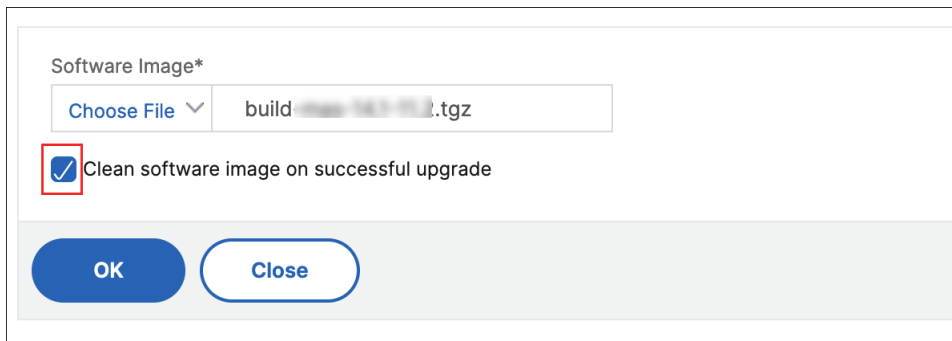 Software Image*
Choose File build- .tgz
Clean software image on successful upgrade
OK Close